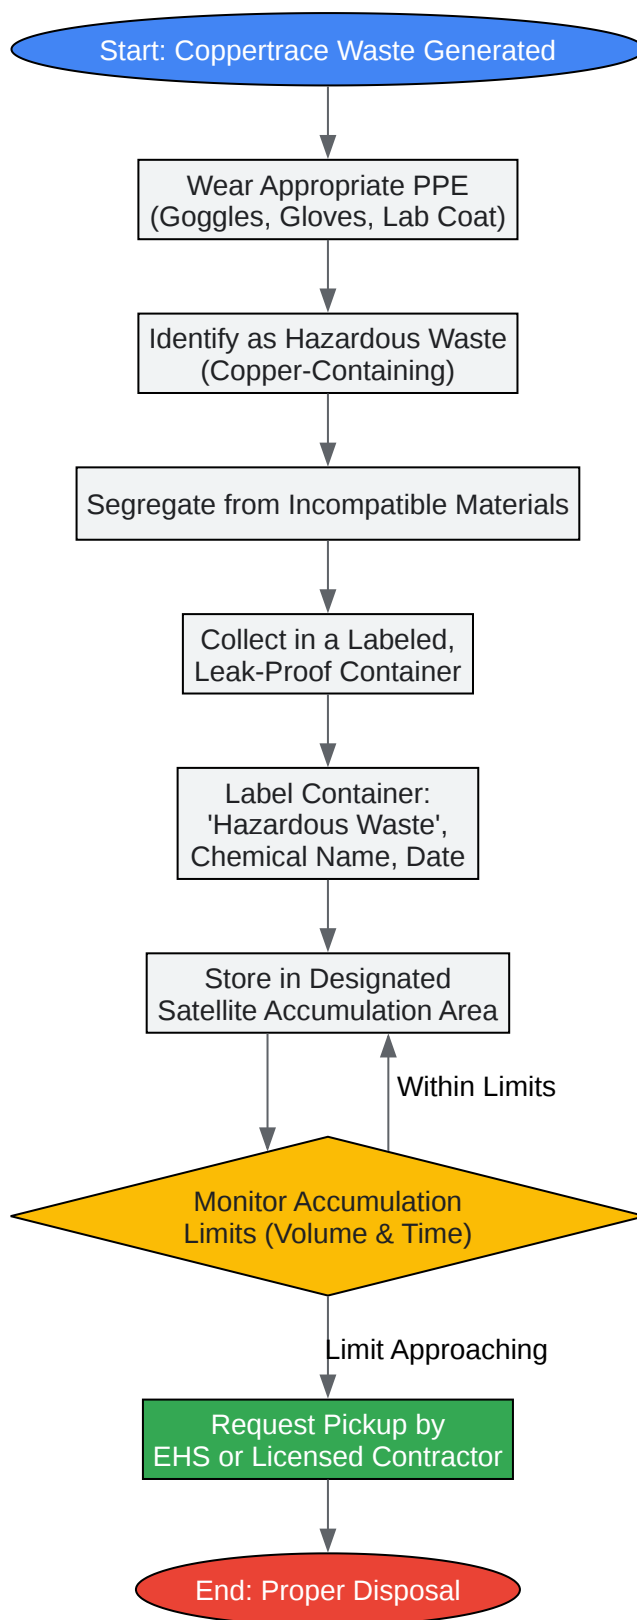 Start: Coppertrace Waste Generated
Wear Appropriate PPE
(Goggles, Gloves, Lab Coat)
Identify as Hazardous Waste
(Copper-Containing)
Segregate from Incompatible Materials
Collect in a Labeled,
Leak-Proof Container
Label Container:
'Hazardous Waste',
Chemical Name, Date
Store in Designated
Satellite Accumulation Area
Within Limits
Monitor Accumulation
Limits (Volume & Time)
Limit Approaching
Request Pickup by
EHS or Licensed Contractor
End: Proper Disposal